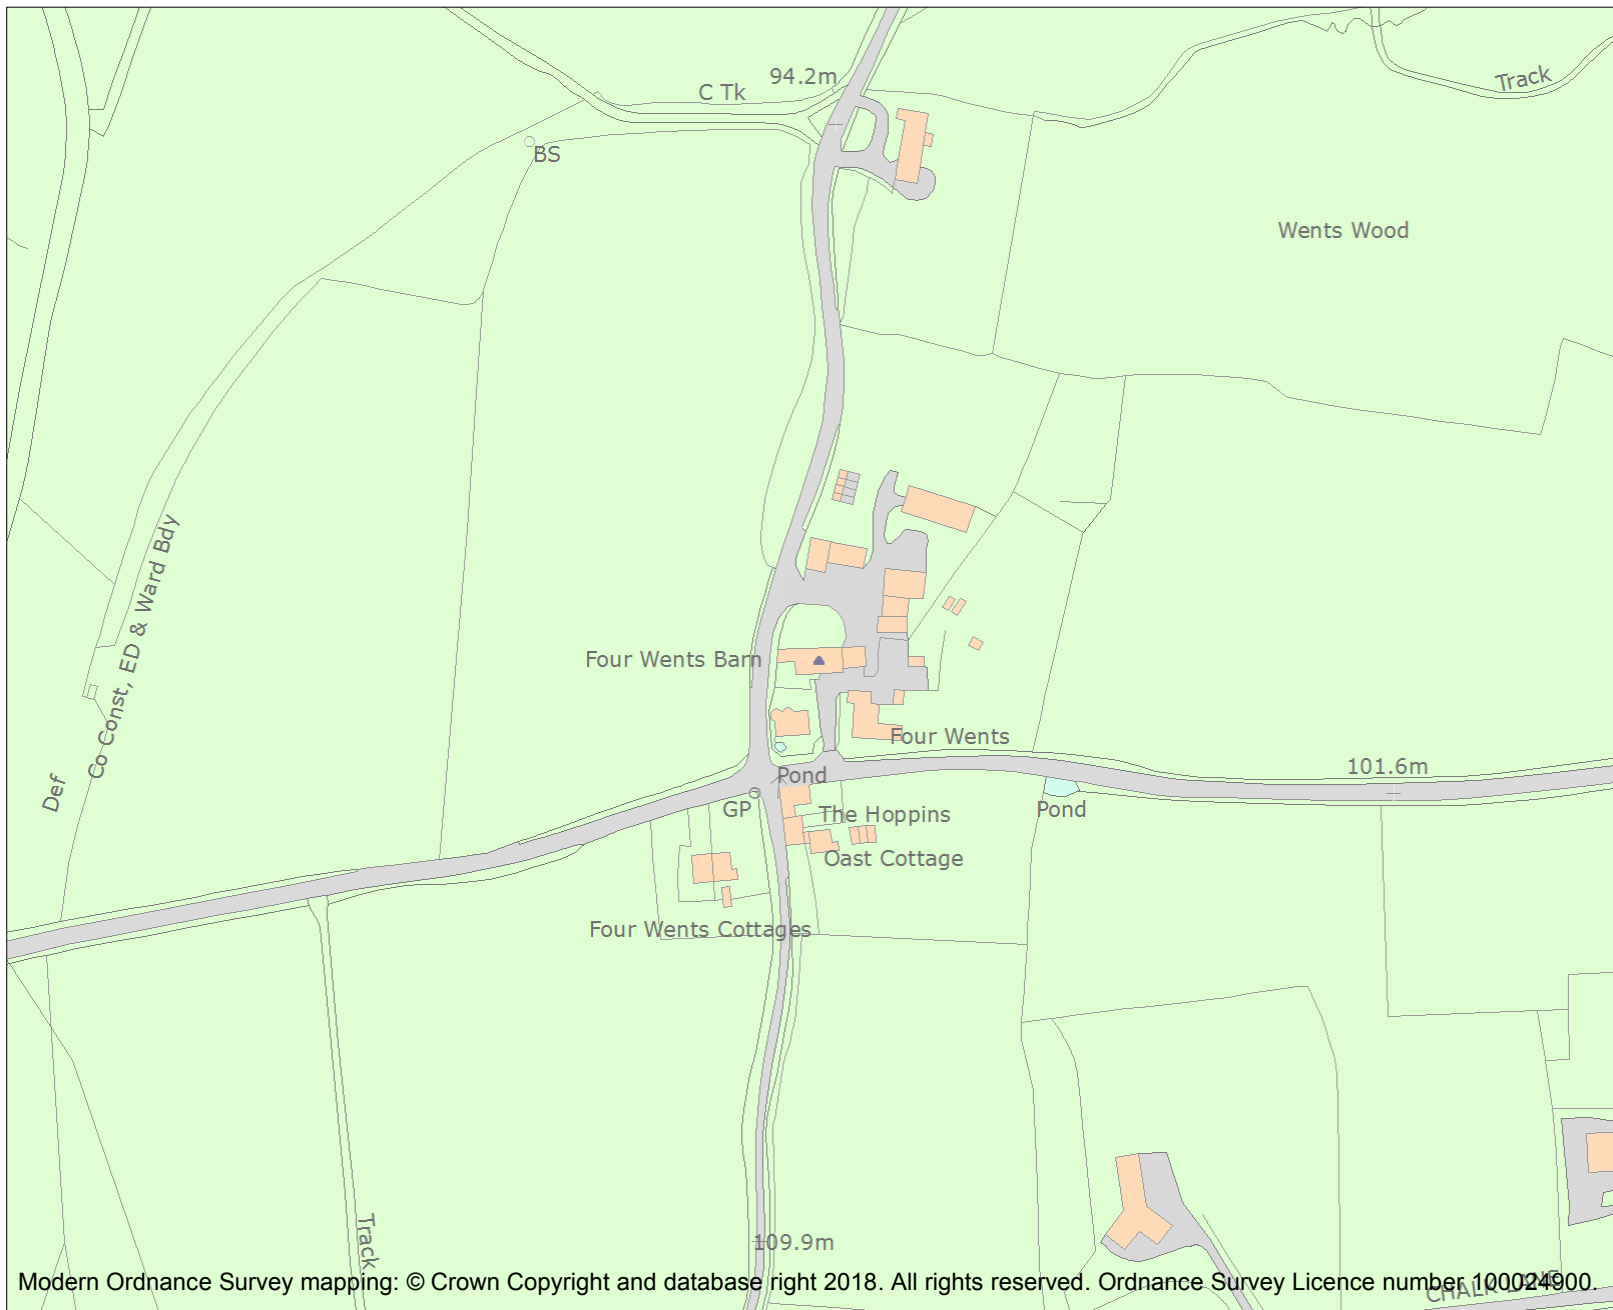 94.2m
Track
C Tk
BS
Wents Wood
Co Const, ED & Ward Bdy
Four Wents Barn
Four Wents
101.6m
Pond
Def
GP
The Hoppins
Pond
Oast Cottage
Four Wents Cottages
Track
109.9m
CHALK LANE
Modern Ordnance Survey mapping: © Crown Copyright and database right 2018. All rights reserved. Ordnance Survey Licence number 100024900.